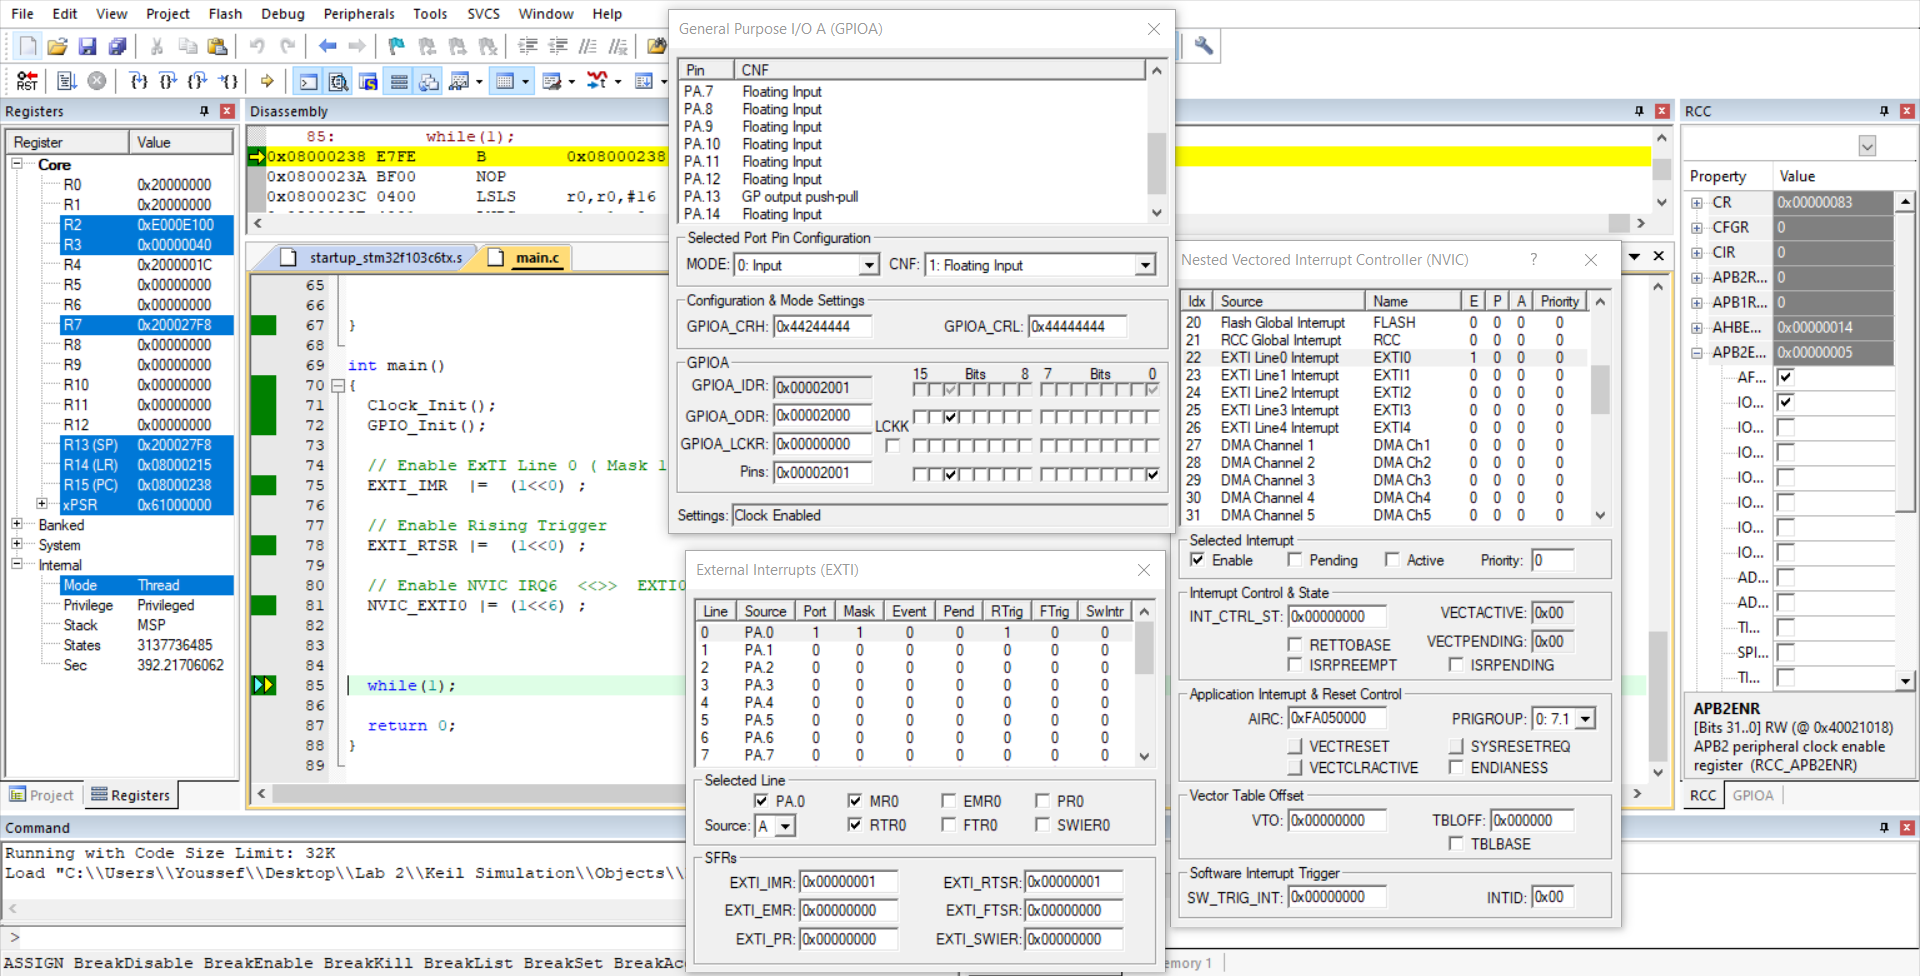 File Edit View Project Flash Debug Peripherals Tools SVCS Window Help
Registers
Register Value
Core
R0 0x20000000
R1 0x20000000
R2 0xE000E100
R3 0x00000040
R4 0x2000001C
R5 0x00000000
R6 0x00000000
R7 0x200027F8
R8 0x00000000
R9 0x00000000
R10 0x00000000
R11 0x00000000
R12 0x00000000
R13 (SP) 0x200027F8
R14 (LR) 0x08000215
R15 (PC) 0x08000238
xPSR 0x61000000
Banked
System
Internal
Mode Thread
Privilege Privileged
Stack MSP
States 3137736485
Sec 392.21706062
Project Registers
Disassembly
85: while(1);
0x08000238 E7FE B 0x08000238
0x0800023A BF00 NOP
0x0800023C 0400 LSLS r0,r0,#16
startup_stm32f103c6tx.s main.c
65
66
67 }
68
69 int main()
70 {
71 Clock_Init();
72 GPIO_Init();
73
74 // Enable ExTI Line 0 ( Mask 1
75 EXTI_IMR |= (1<<0) ;
76
77 // Enable Rising Trigger
78 EXTI_RTSR |= (1<<0) ;
79
80 // Enable NVIC IRQ6 <<>> EXTI0
81 NVIC_EXTI0 |= (1<<6) ;
82
83
84
85 while(1);
86
87 return 0;
88 }
89
General Purpose I/O A (GPIOA)
Pin CNF
PA.7 Floating Input
PA.8 Floating Input
PA.9 Floating Input
PA.10 Floating Input
PA.11 Floating Input
PA.12 Floating Input
PA.13 GP output push-pull
PA.14 Floating Input
Selected Port Pin Configuration
MODE: 0: Input CNF: 1: Floating Input
Configuration & Mode Settings
GPIOA_CRH: 0x44244444 GPIOA_CRL: 0x44444444
GPIOA
15 Bits 8 7 Bits 0
GPIOA_IDR: 0x00002001
GPIOA_ODR: 0x00002000
LCKK
GPIOA_LCKR: 0x00000000
Pins: 0x00002001
Settings: Clock Enabled
External Interrupts (EXTI)
Line Source Port Mask Event Pend RTrig FTrig SwIntr
0 PA.0 1 1 0 0 1 0 0
1 PA.1 0 0 0 0 0 0 0
2 PA.2 0 0 0 0 0 0 0
3 PA.3 0 0 0 0 0 0 0
4 PA.4 0 0 0 0 0 0 0
5 PA.5 0 0 0 0 0 0 0
6 PA.6 0 0 0 0 0 0 0
7 PA.7 0 0 0 0 0 0 0
Selected Line
PA.0 MR0 EMR0 PR0
Source: A RTR0 FTR0 SWIER0
SFRs
EXTI_IMR: 0x00000001 EXTI_RTSR: 0x00000001
EXTI_EMR: 0x00000000 EXTI_FTSR: 0x00000000
EXTI_PR: 0x00000000 EXTI_SWIER: 0x00000000
Nested Vectored Interrupt Controller (NVIC) ?
Idx Source Name E P A Priority
20 Flash Global Interrupt FLASH 0 0 0 0
21 RCC Global Interrupt RCC 0 0 0 0
22 EXTI Line0 Interrupt EXTI0 1 0 0 0
23 EXTI Line1 Interrupt EXTI1 0 0 0 0
24 EXTI Line2 Interrupt EXTI2 0 0 0 0
25 EXTI Line3 Interrupt EXTI3 0 0 0 0
26 EXTI Line4 Interrupt EXTI4 0 0 0 0
27 DMA Channel 1 DMA Ch1 0 0 0 0
28 DMA Channel 2 DMA Ch2 0 0 0 0
29 DMA Channel 3 DMA Ch3 0 0 0 0
30 DMA Channel 4 DMA Ch4 0 0 0 0
31 DMA Channel 5 DMA Ch5 0 0 0 0
Selected Interrupt
Enable Pending Active Priority: 0
Interrupt Control & State
INT_CTRL_ST: 0x00000000 VECTACTIVE: 0x00
RETTOBASE VECTPENDING: 0x00
ISRPREEMPT ISRPENDING
Application Interrupt & Reset Control
AIRC: 0xFA050000 PRIGROUP: 0: 7.1
VECTRESET SYSRESETREQ
VECTCLRACTIVE ENDIANESS
Vector Table Offset
VTO: 0x00000000 TBLOFF: 0x000000
TBLBASE
Software Interrupt Trigger
SW_TRIG_INT: 0x00000000 INTID: 0x00
RCC
Property Value
CR 0x00000083
CFGR 0
CIR 0
APB2R... 0
APB1R... 0
AHBE... 0x00000014
APB2E... 0x00000005
AF...
IO...
IO...
IO...
IO...
IO...
IO...
IO...
AD...
AD...
TI...
SPI...
TI...
APB2ENR
[Bits 31..0] RW (@ 0x40021018)
APB2 peripheral clock enable
register (RCC_APB2ENR)
RCC GPIOA
Command
Running with Code Size Limit: 32K
Load "C:\\Users\\Youssef\\Desktop\\Lab 2\\Keil Simulation\\Objects\\
>
ASSIGN BreakDisable BreakEnable BreakKill BreakList BreakSet BreakAc
emory 1